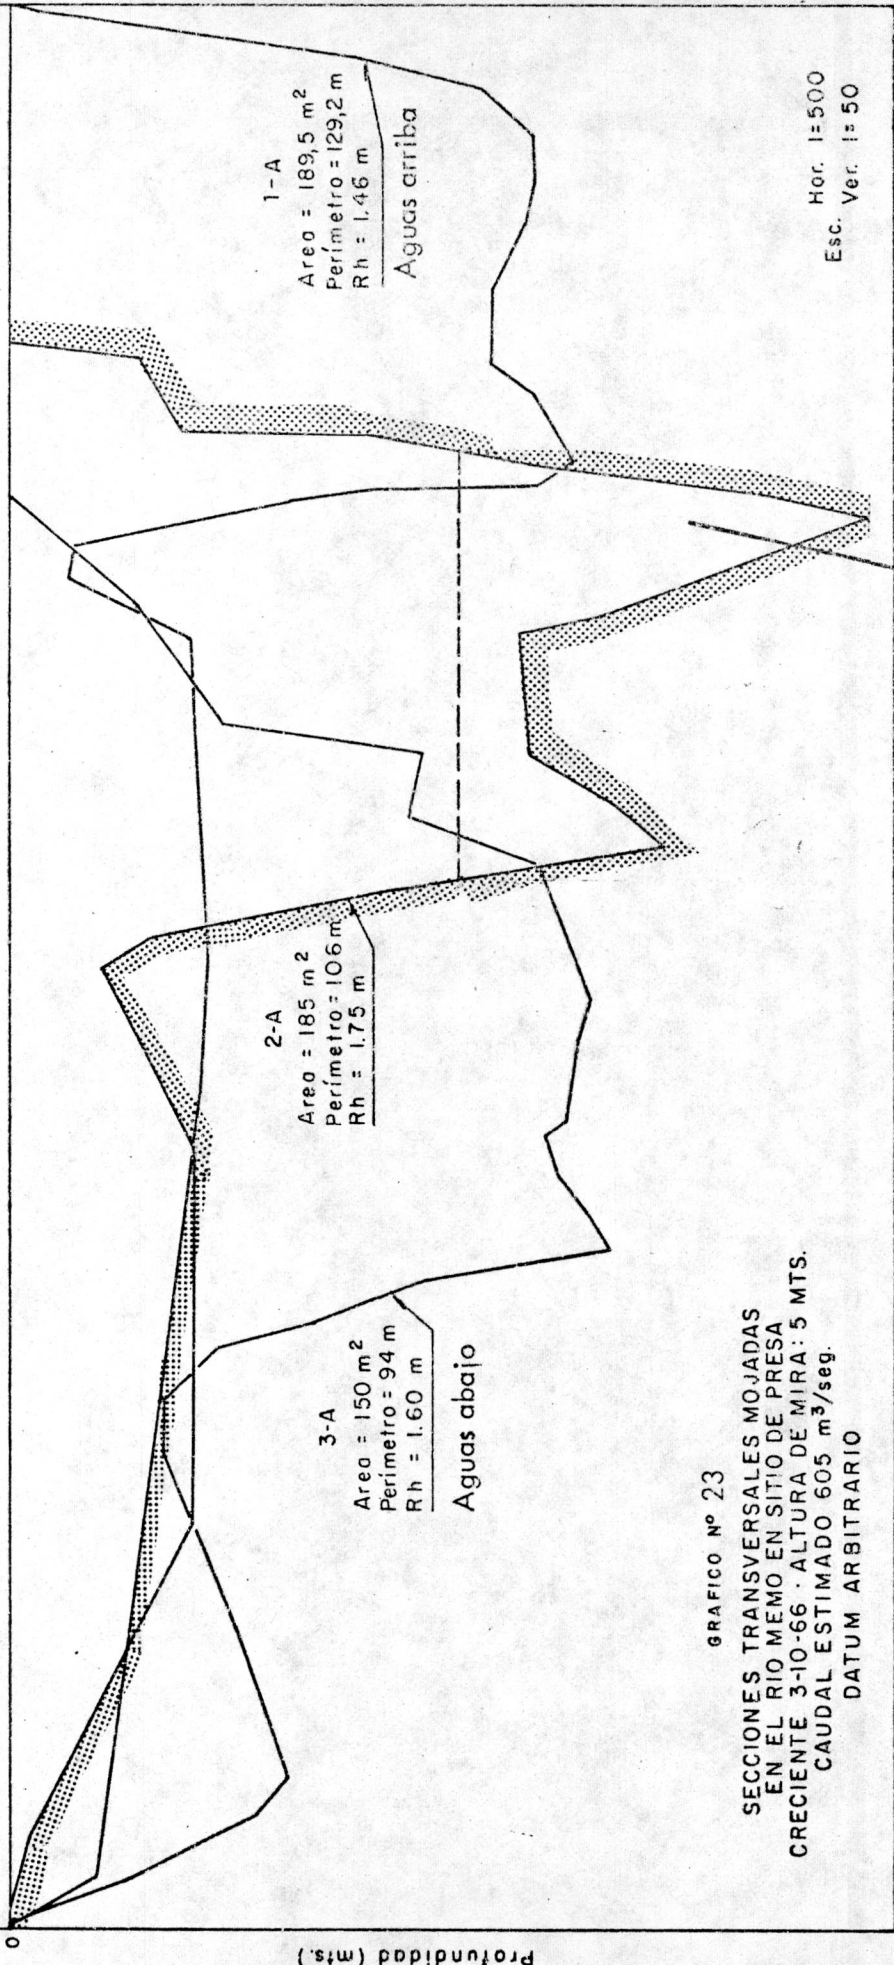 0
Profundidad (mts.)
1-A
Area = 189,5 m²
Perímetro = 129,2 m
Rh = 1.46 m
Aguas arriba
2-A
Area = 185 m²
Perímetro = 106 m
Rh = 1.75 m
3-A
Area = 150 m²
Perímetro = 94 m
Rh = 1.60 m
Aguas abajo
Esc. Hor. 1=500
Ver. 1=50
GRAFICO Nº 23
SECCIONES TRANSVERSALES MOJADAS
EN EL RIO MEMO EN SITIO DE PRESA
CRECIENTE 3-10-66 · ALTURA DE MIRA: 5 MTS.
CAUDAL ESTIMADO 605 m³/seg.
DATUM ARBITRARIO